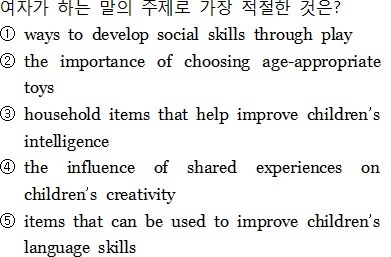 여자가 하는 말의 주제로 가장 적절한 것은?
① ways to develop social skills through play
② the importance of choosing age-appropriate
toys
③ household items that help improve children's
intelligence
④ the influence of shared experiences on
children's creativity
⑤ items that can be used to improve children's
language skills